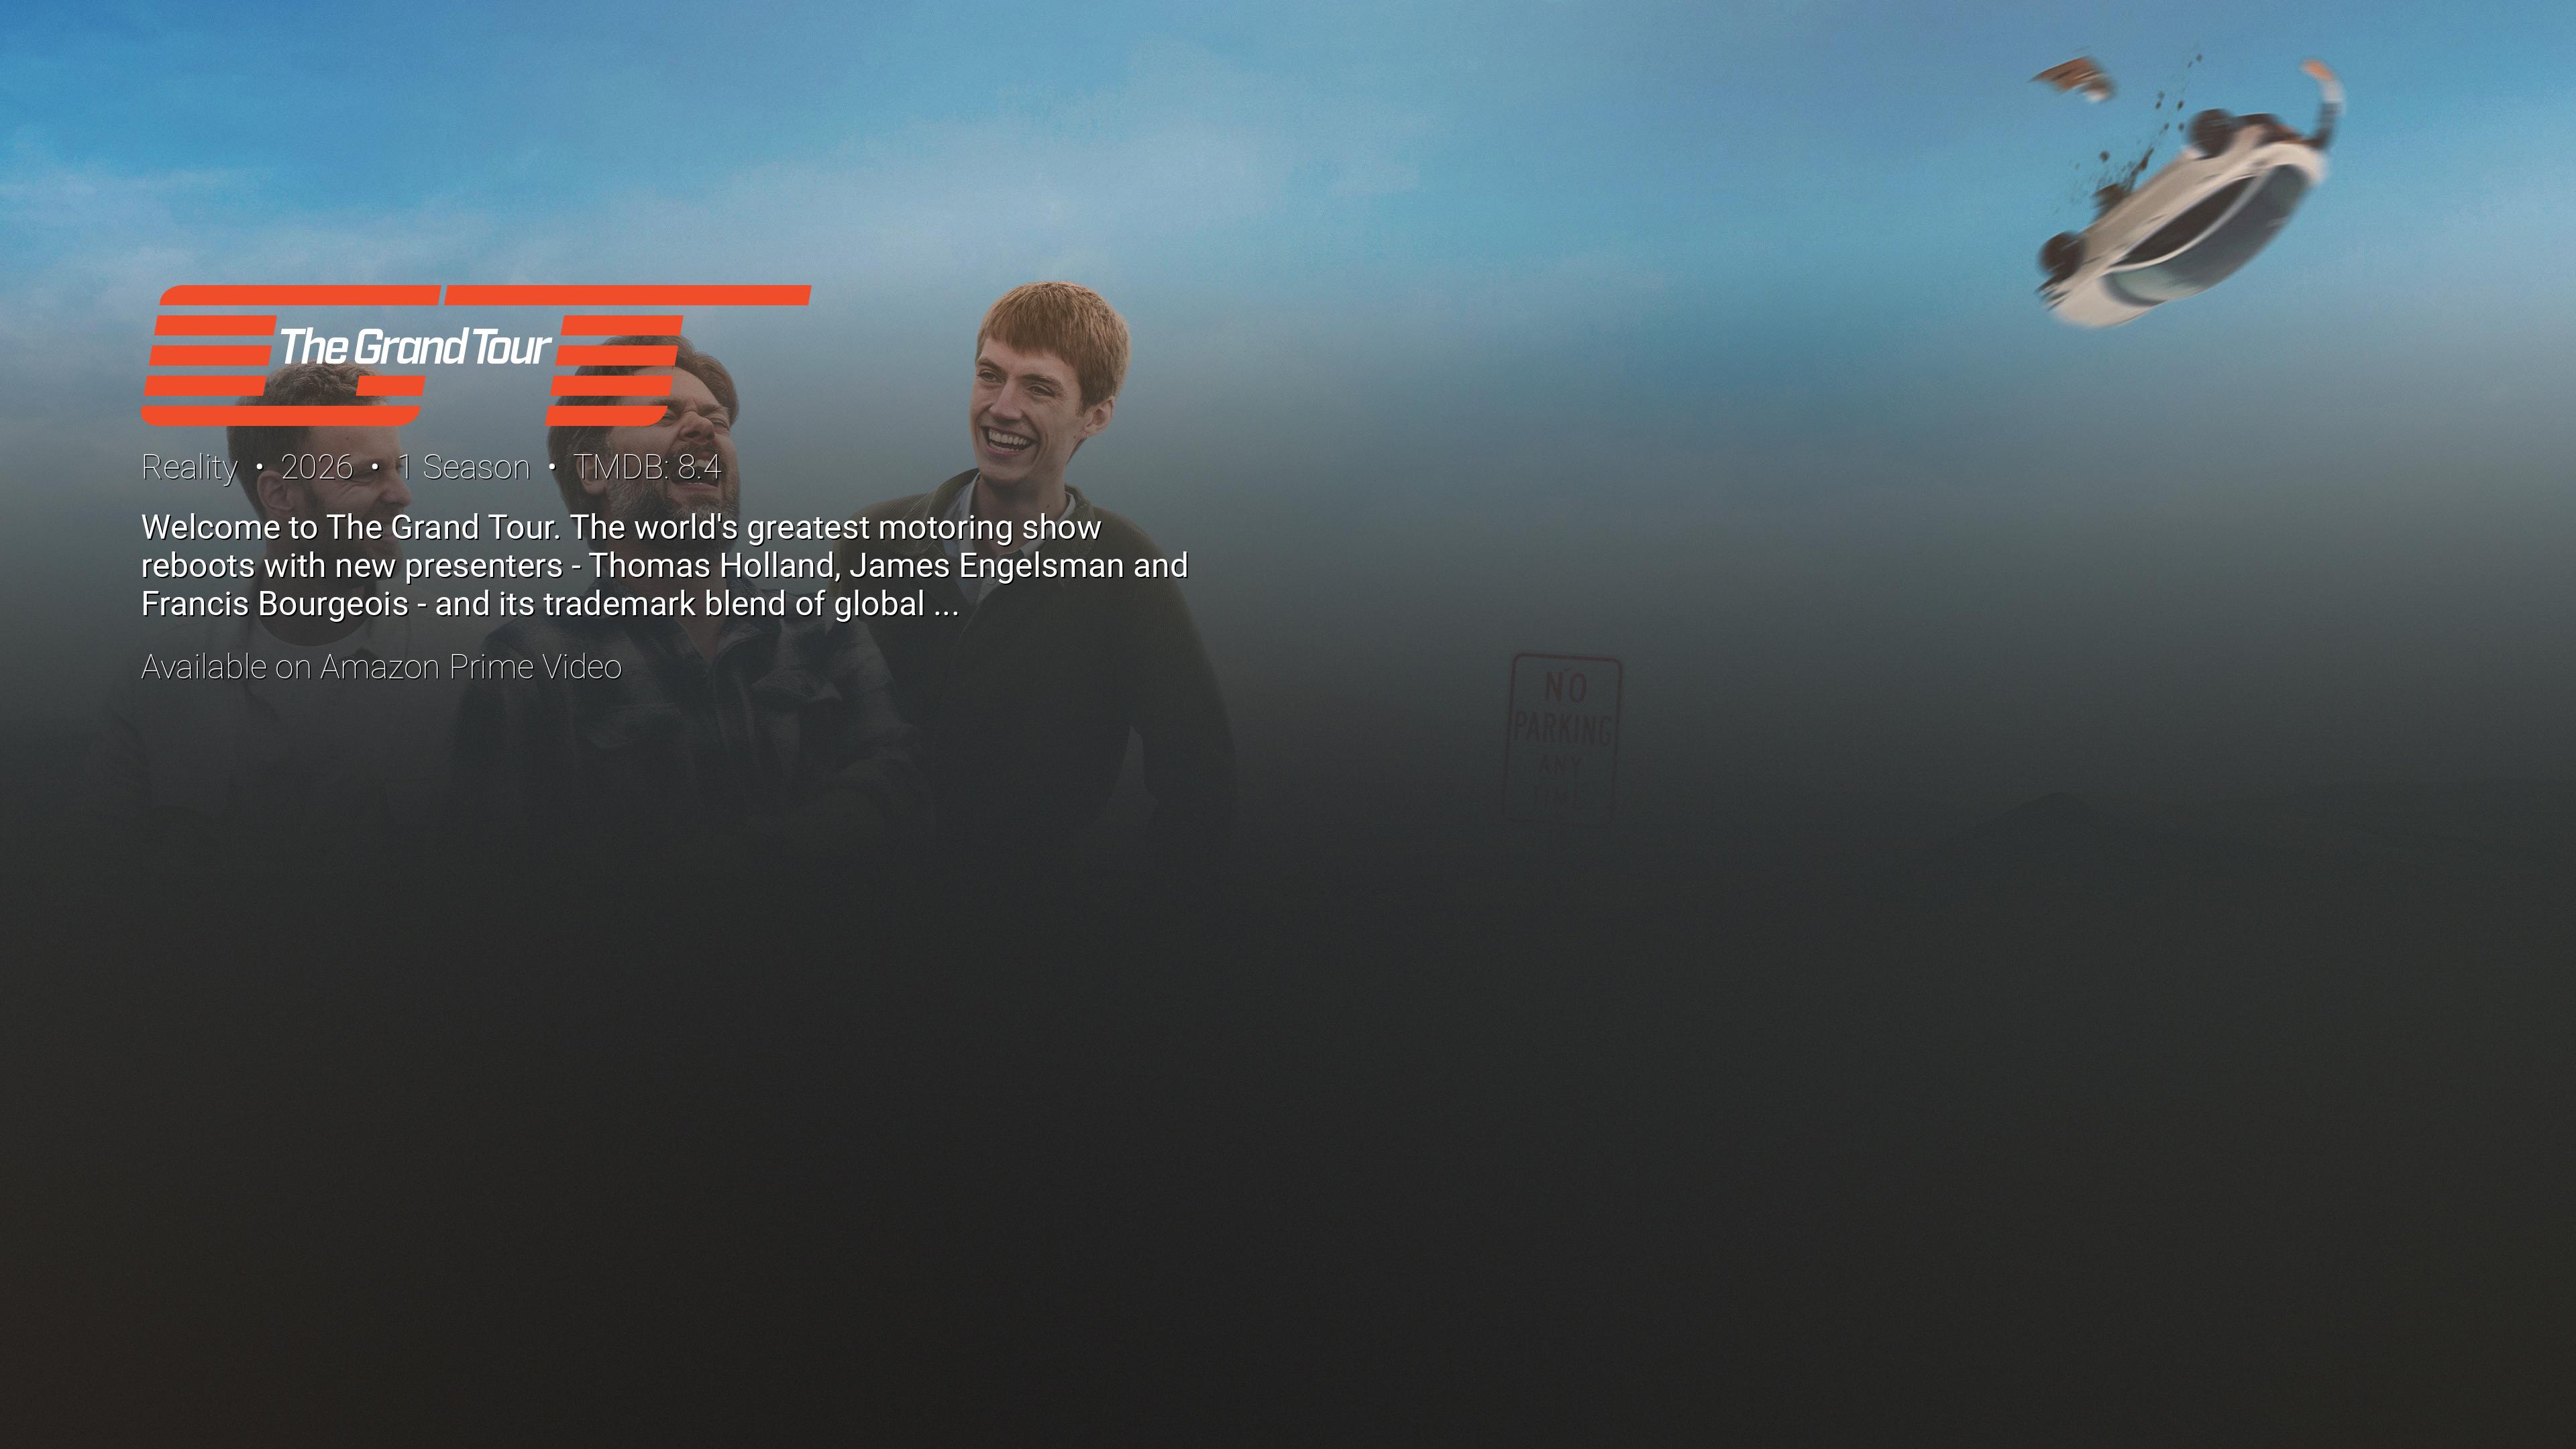 The Grand Tour
Reality • 2026 • 1 Season • TMDB: 8.4
Welcome to The Grand Tour. The world's greatest motoring show
reboots with new presenters - Thomas Holland, James Engelsman and
Francis Bourgeois - and its trademark blend of global ...
Available on Amazon Prime Video
NO
PARKING
ANY
TIME